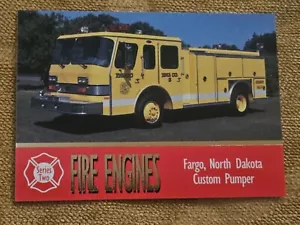 Series
Two
FIRE ENGINES
Fargo, North Dakota
Custom Pumper